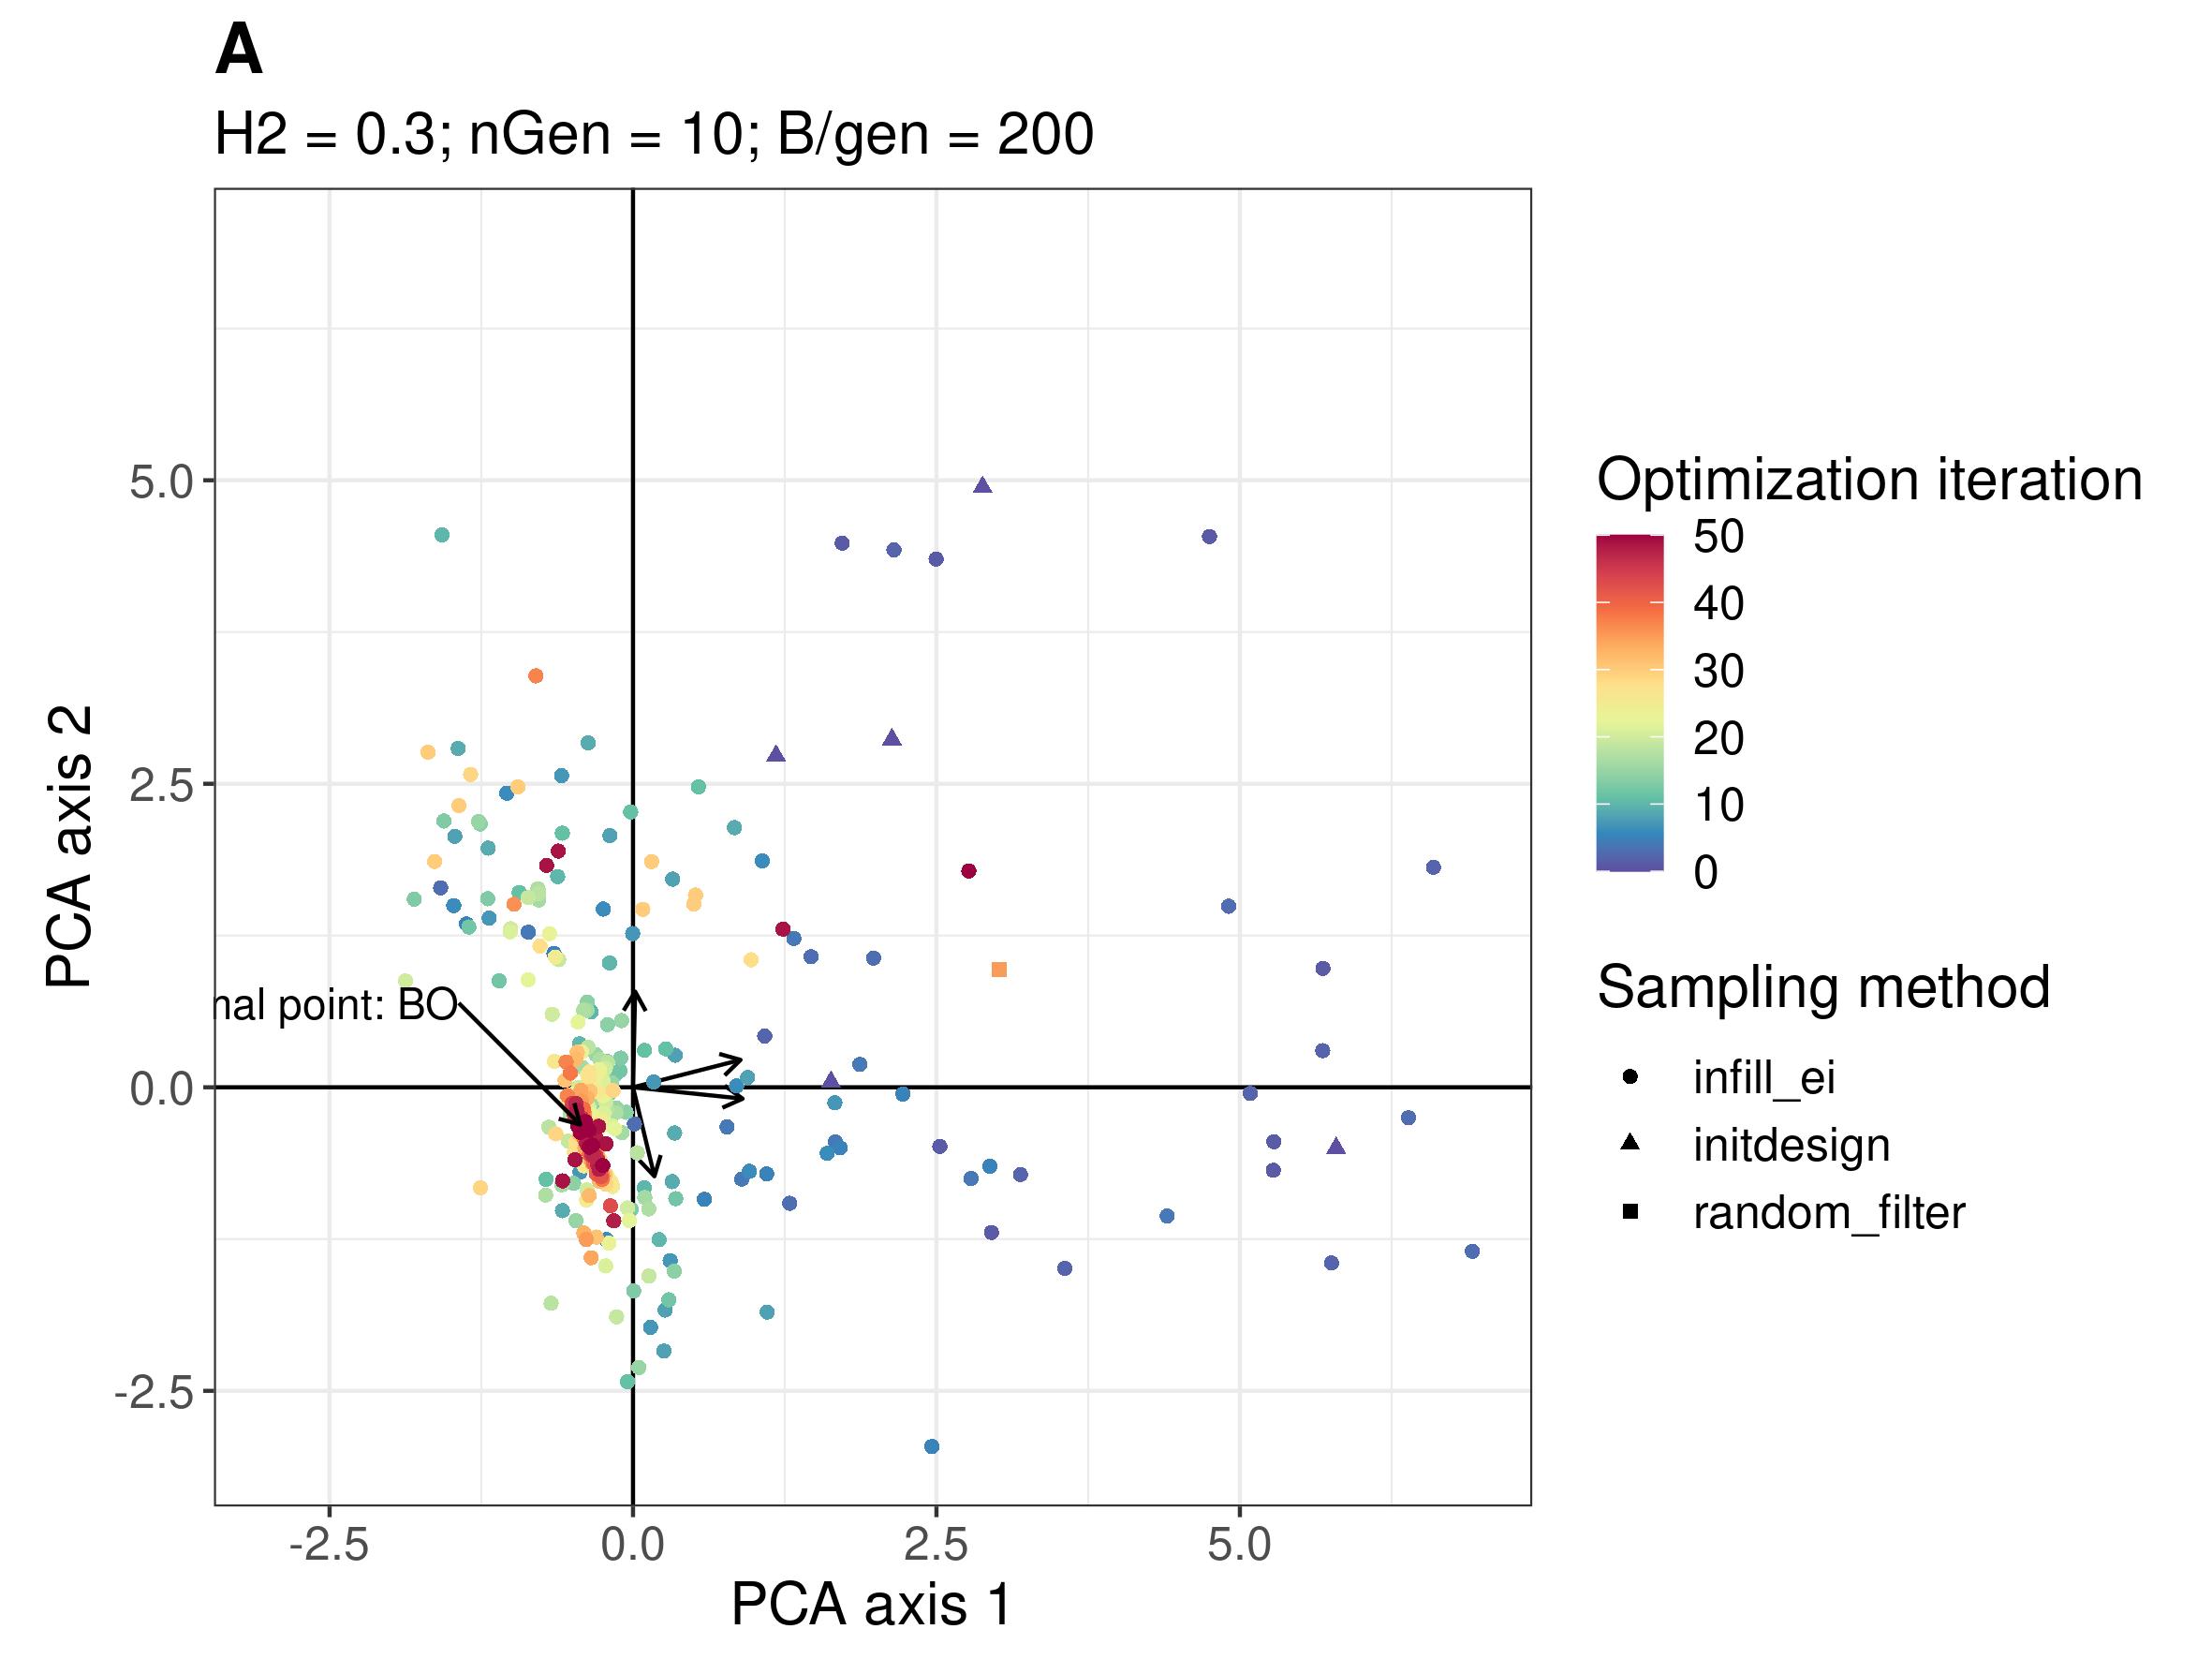 A
H2 = 0.3; nGen = 10; B/gen = 200
PCA axis 2
5.0
2.5
0.0
-2.5
nal point: BO
-2.5
0.0
2.5
5.0
PCA axis 1
Optimization iteration
50
40
30
20
10
0
Sampling method
infill_ei
initdesign
random_filter